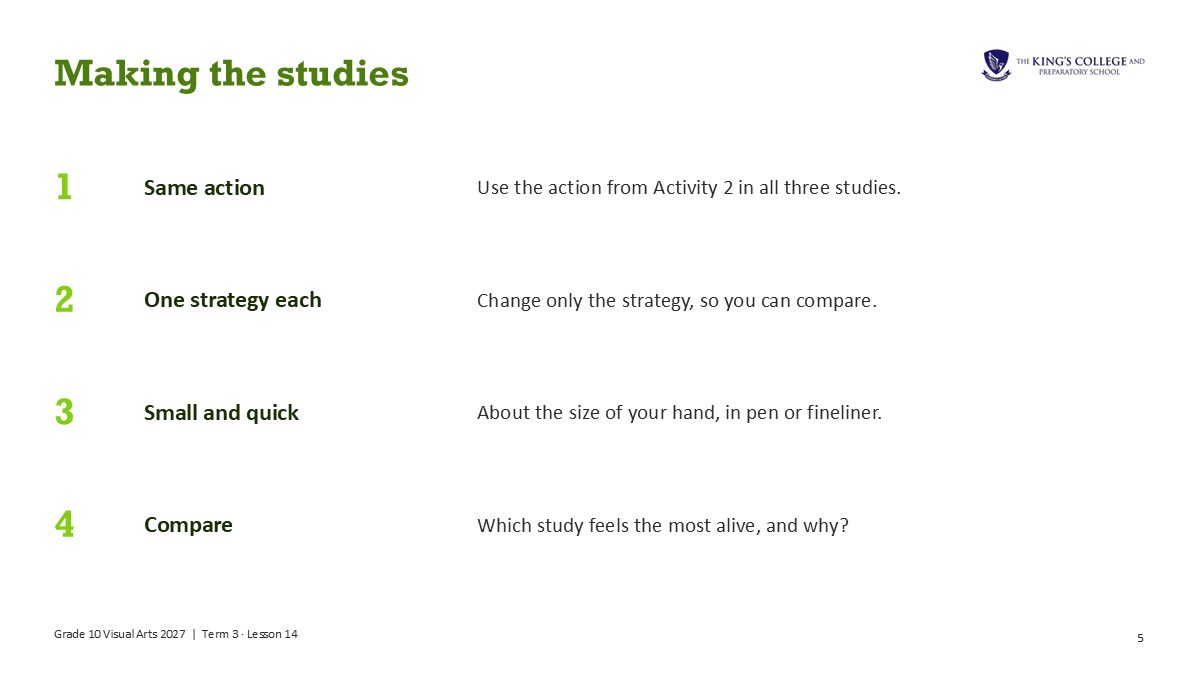 Making the studies
THE KING'S COLLEGE AND
PREPARATORY SCHOOL
1
Same action
Use the action from Activity 2 in all three studies.
2
One strategy each
Change only the strategy, so you can compare.
3
Small and quick
About the size of your hand, in pen or fineliner.
4
Compare
Which study feels the most alive, and why?
Grade 10 Visual Arts 2027 | Term 3 · Lesson 14
5